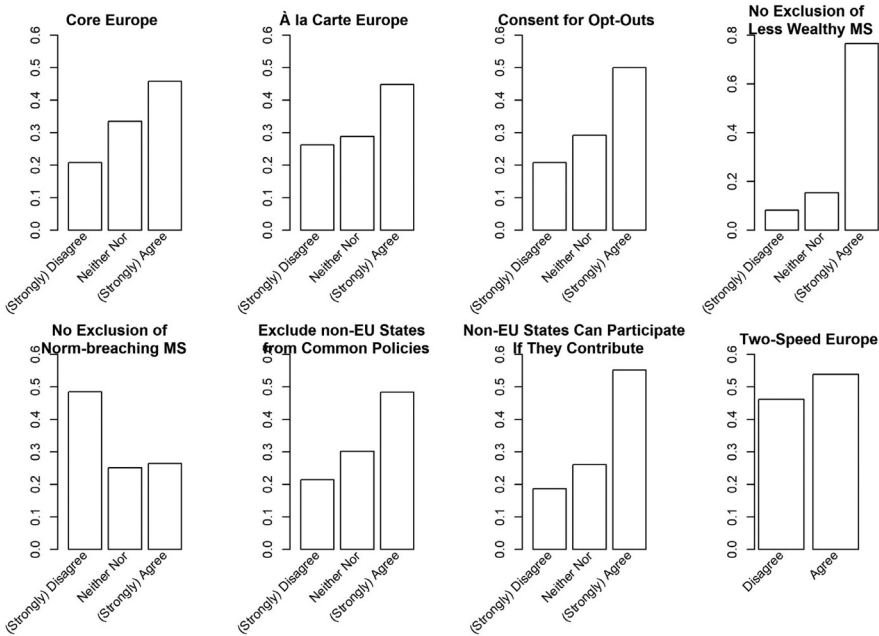 Core Europe
0.0 0.1 0.2 0.3 0.4 0.5 0.6
(Strongly) Disagree
Neither Nor
(Strongly) Agree
À la Carte Europe
0.0 0.1 0.2 0.3 0.4 0.5 0.6
(Strongly) Disagree
Neither Nor
(Strongly) Agree
Consent for Opt-Outs
0.0 0.1 0.2 0.3 0.4 0.5 0.6
(Strongly) Disagree
Neither Nor
(Strongly) Agree
No Exclusion of
Less Wealthy MS
0.0 0.2 0.4 0.6 0.8
(Strongly) Disagree
Neither Nor
(Strongly) Agree
No Exclusion of
Norm-breaching MS
0.0 0.1 0.2 0.3 0.4 0.5 0.6
(Strongly) Disagree
Neither Nor
(Strongly) Agree
Exclude non-EU States
from Common Policies
0.0 0.1 0.2 0.3 0.4 0.5 0.6
(Strongly) Disagree
Neither Nor
(Strongly) Agree
Non-EU States Can Participate
If They Contribute
0.0 0.1 0.2 0.3 0.4 0.5 0.6
(Strongly) Disagree
Neither Nor
(Strongly) Agree
Two-Speed Europe
0.0 0.1 0.2 0.3 0.4 0.5 0.6
Disagree
Agree